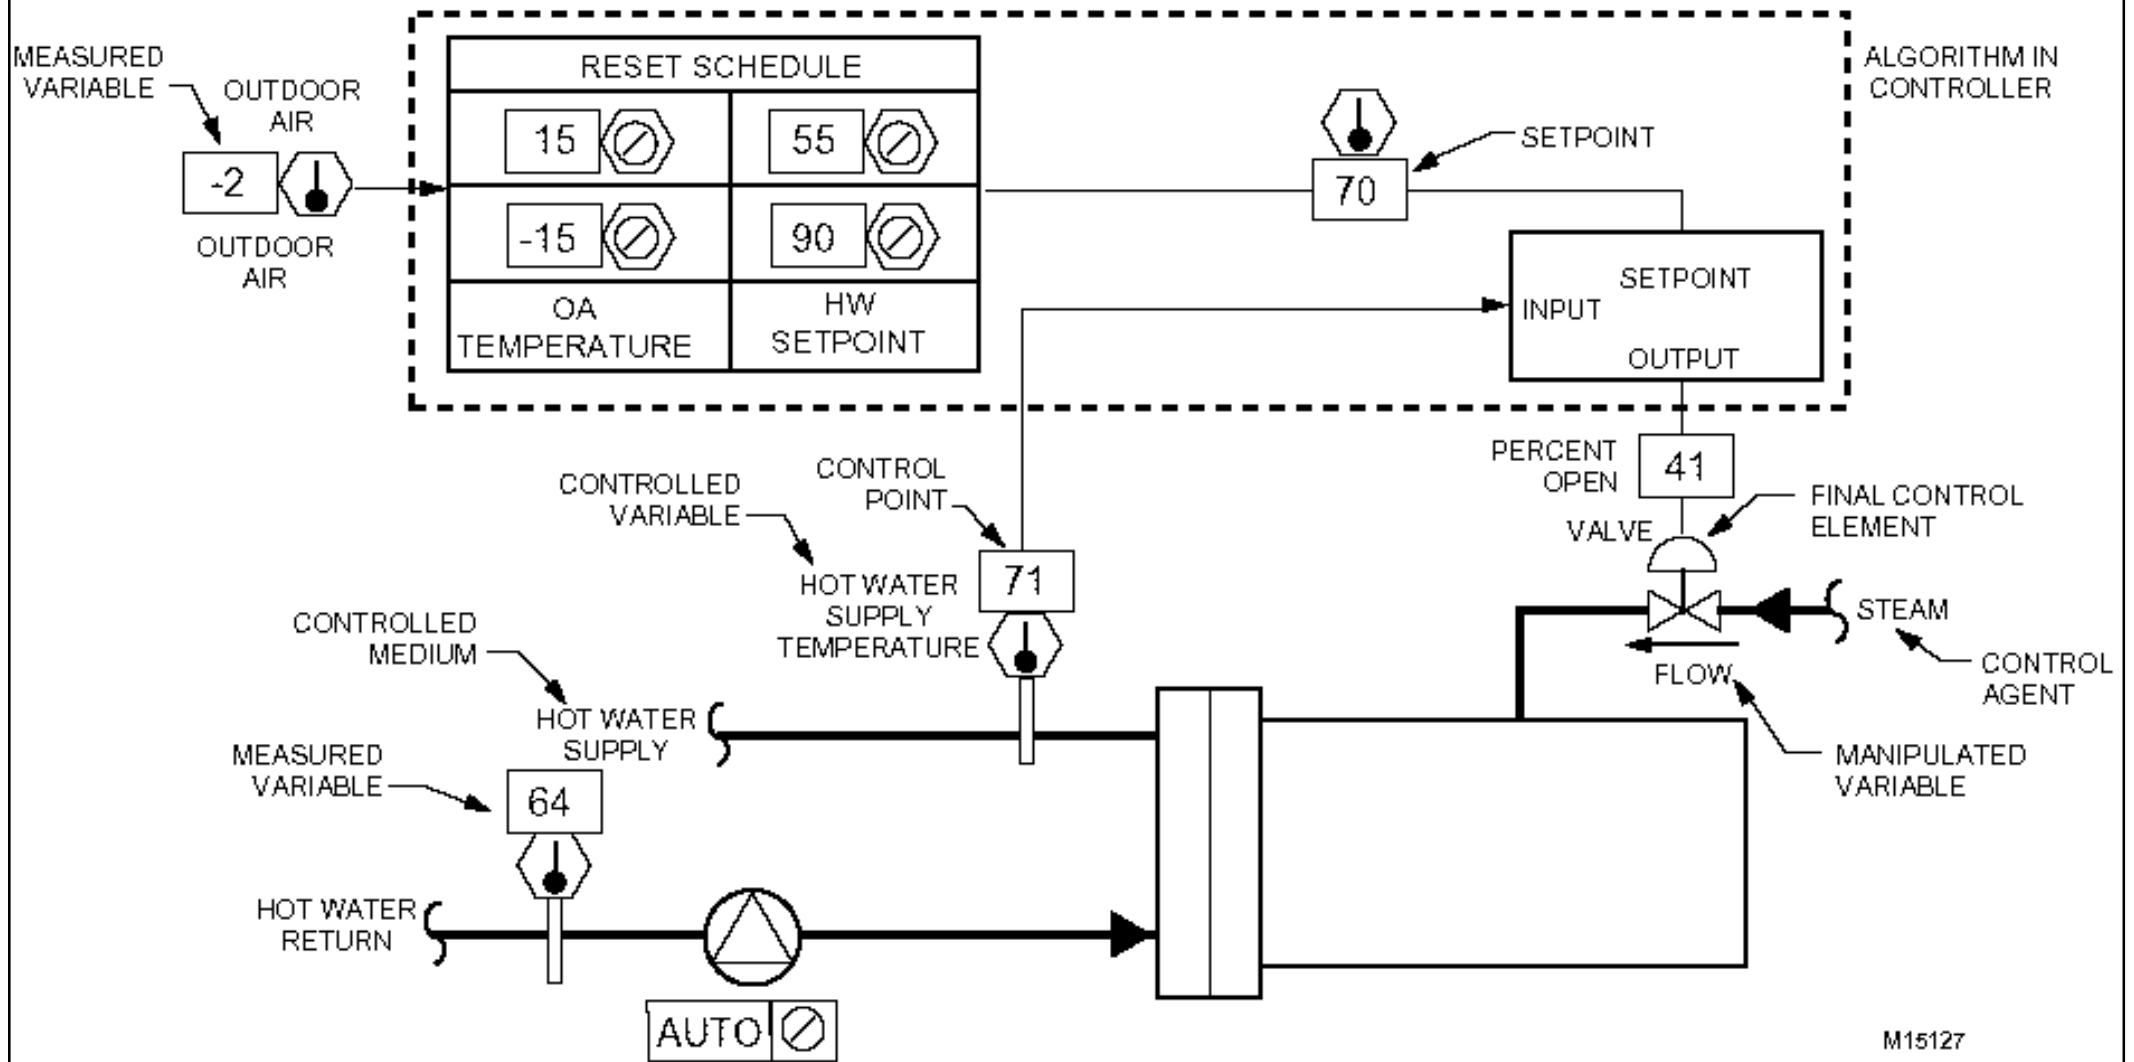 MEASURED
VARIABLE
OUTDOOR
AIR
-2
OUTDOOR
AIR
RESET SCHEDULE
15
55
-15
90
OA
TEMPERATURE
HW
SETPOINT
ALGORITHM IN
CONTROLLER
SETPOINT
70
SETPOINT
INPUT
OUTPUT
PERCENT
OPEN
41
VALVE
FINAL CONTROL
ELEMENT
CONTROLLED
VARIABLE
CONTROL
POINT
71
HOT WATER
SUPPLY
TEMPERATURE
STEAM
FLOW
CONTROL
AGENT
MANIPULATED
VARIABLE
CONTROLLED
MEDIUM
HOT WATER
SUPPLY
MEASURED
VARIABLE
64
HOT WATER
RETURN
AUTO
M15127